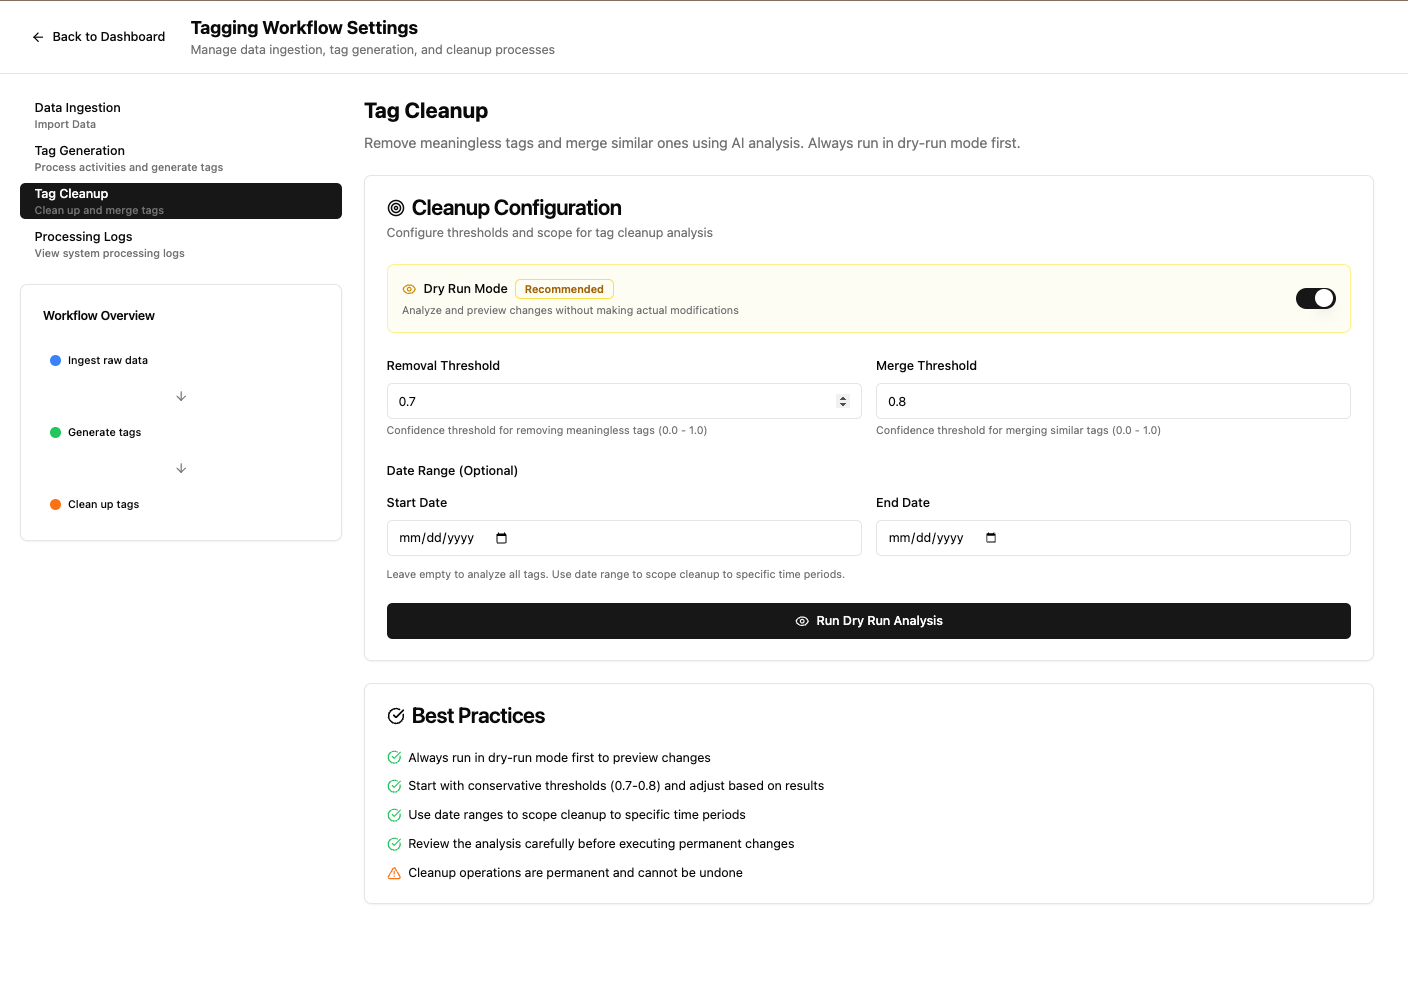 Back to Dashboard
Tagging Workflow Settings
Manage data ingestion, tag generation, and cleanup processes
Data Ingestion
Import Data
Tag Generation
Process activities and generate tags
Tag Cleanup
Clean up and merge tags
Processing Logs
View system processing logs
Workflow Overview
Ingest raw data
Generate tags
Clean up tags
Tag Cleanup
Remove meaningless tags and merge similar ones using AI analysis. Always run in dry-run mode first.
Cleanup Configuration
Configure thresholds and scope for tag cleanup analysis
Dry Run Mode Recommended
Analyze and preview changes without making actual modifications
Removal Threshold
0.7
Confidence threshold for removing meaningless tags (0.0 - 1.0)
Merge Threshold
0.8
Confidence threshold for merging similar tags (0.0 - 1.0)
Date Range (Optional)
Start Date
mm/dd/yyyy
End Date
mm/dd/yyyy
Leave empty to analyze all tags. Use date range to scope cleanup to specific time periods.
Run Dry Run Analysis
Best Practices
Always run in dry-run mode first to preview changes
Start with conservative thresholds (0.7-0.8) and adjust based on results
Use date ranges to scope cleanup to specific time periods
Review the analysis carefully before executing permanent changes
Cleanup operations are permanent and cannot be undone